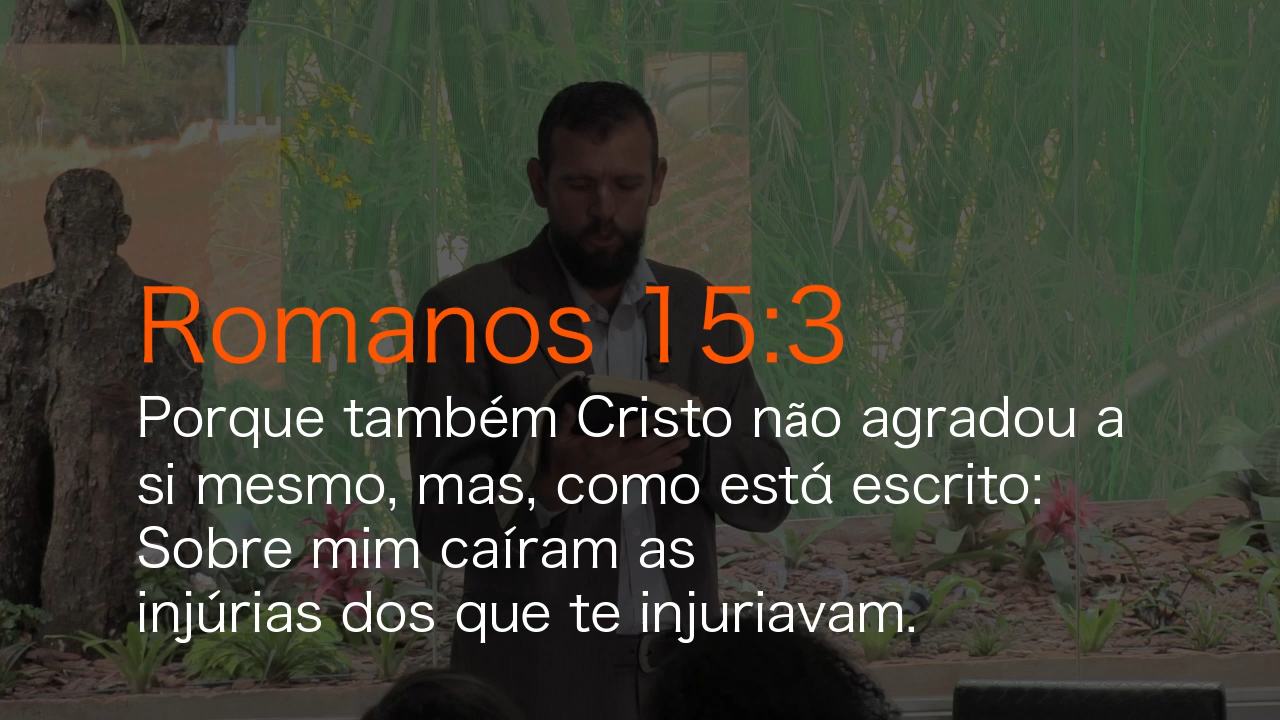 Romanos 15:3
Porque também Cristo não agradou a
si mesmo, mas, como está escrito:
Sobre mim caíram as
injúrias dos que te injuriavam.